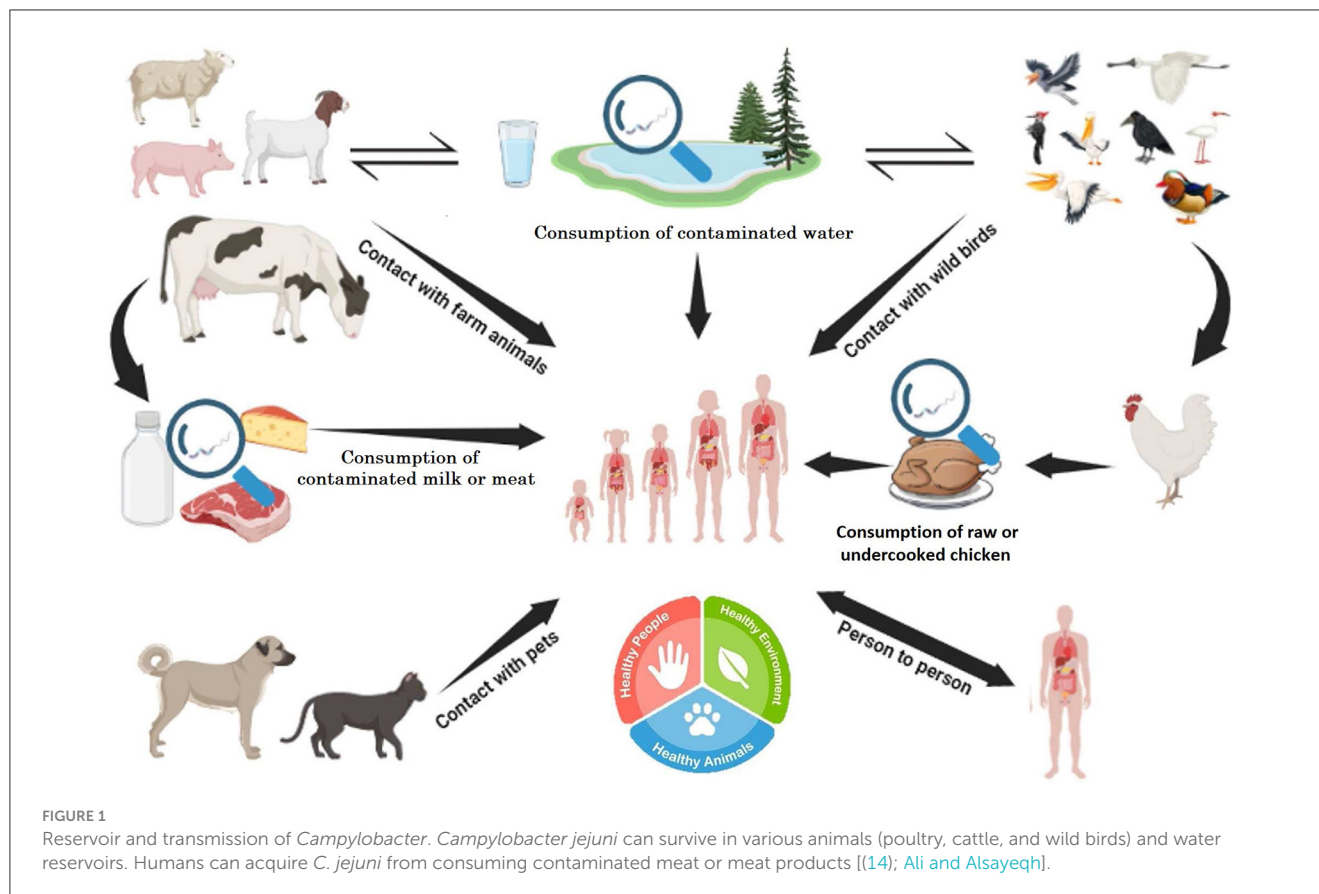 Consumption of contaminated water
Contact with farm animals
Contact with wild birds
Consumption of
contaminated milk or meat
Consumption of raw or
undercooked chicken
Contact with pets
Healthy People
Healthy Environment
Healthy Animals
Person to person
FIGURE 1
Reservoir and transmission of Campylobacter. Campylobacter jejuni can survive in various animals (poultry, cattle, and wild birds) and water
reservoirs. Humans can acquire C. jejuni from consuming contaminated meat or meat products [(14); Ali and Alsayeqh].